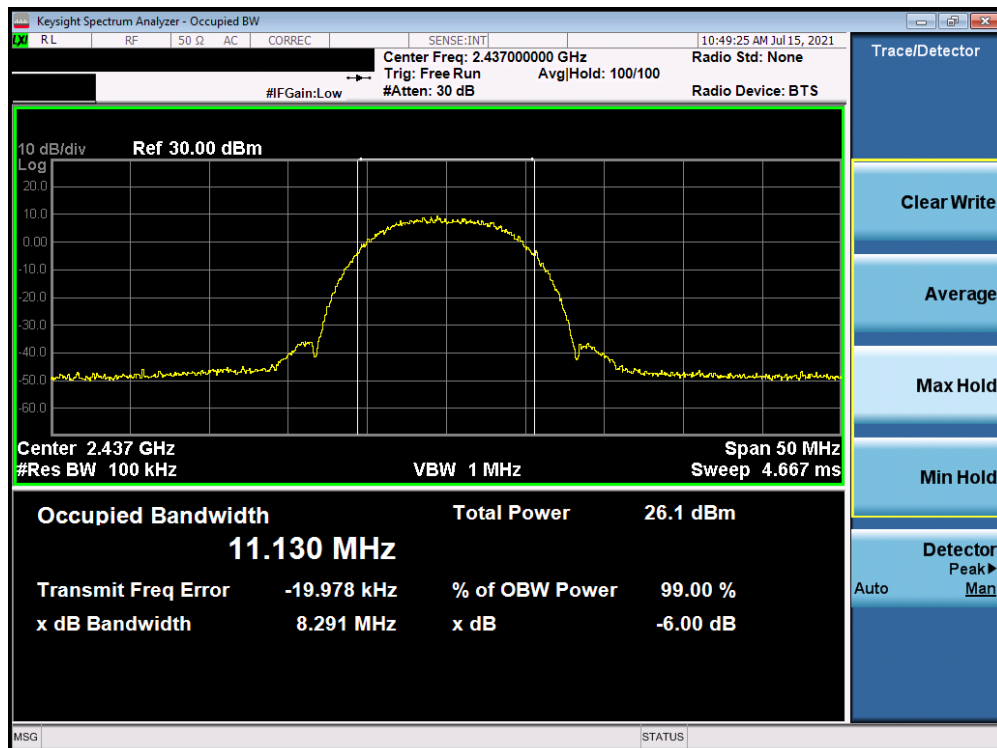 Keysight Spectrum Analyzer - Occupied BW
LXI RL RF 50 Ω AC CORREC SENSE:INT 10:49:25 AM Jul 15, 2021
Center Freq: 2.437000000 GHz Radio Std: None
Trig: Free Run Avg|Hold: 100/100
#IFGain:Low #Atten: 30 dB Radio Device: BTS
Trace/Detector
10 dB/div Ref 30.00 dBm
Log
20.0
10.0
0.00
-10.0
-20.0
-30.0
-40.0
-50.0
-60.0
Center 2.437 GHz Span 50 MHz
#Res BW 100 kHz VBW 1 MHz Sweep 4.667 ms
Occupied Bandwidth Total Power 26.1 dBm
11.130 MHz
Transmit Freq Error -19.978 kHz % of OBW Power 99.00 %
x dB Bandwidth 8.291 MHz x dB -6.00 dB
Clear Write
Average
Max Hold
Min Hold
Detector
Peak▶
Auto Man
MSG STATUS